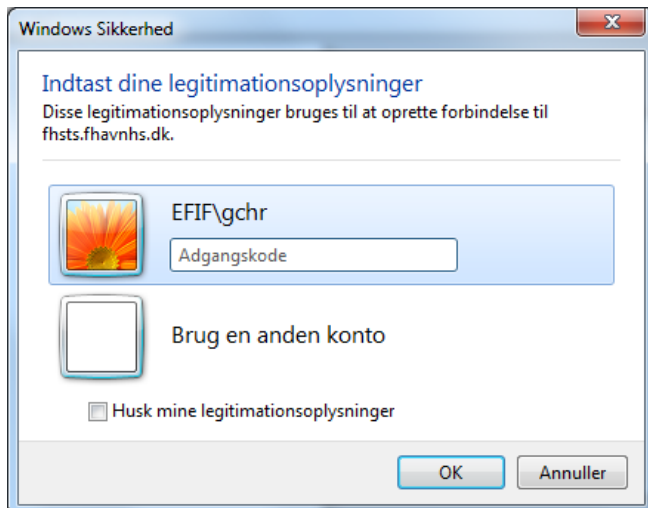 Windows Sikkerhed
Indtast dine legitimationsoplysninger
Disse legitimationsoplysninger bruges til at oprette forbindelse til
fhsts.fhavnhs.dk.
EFIF\gchr
Adgangskode
Brug en anden konto
Husk mine legitimationsoplysninger
OK
Annuller